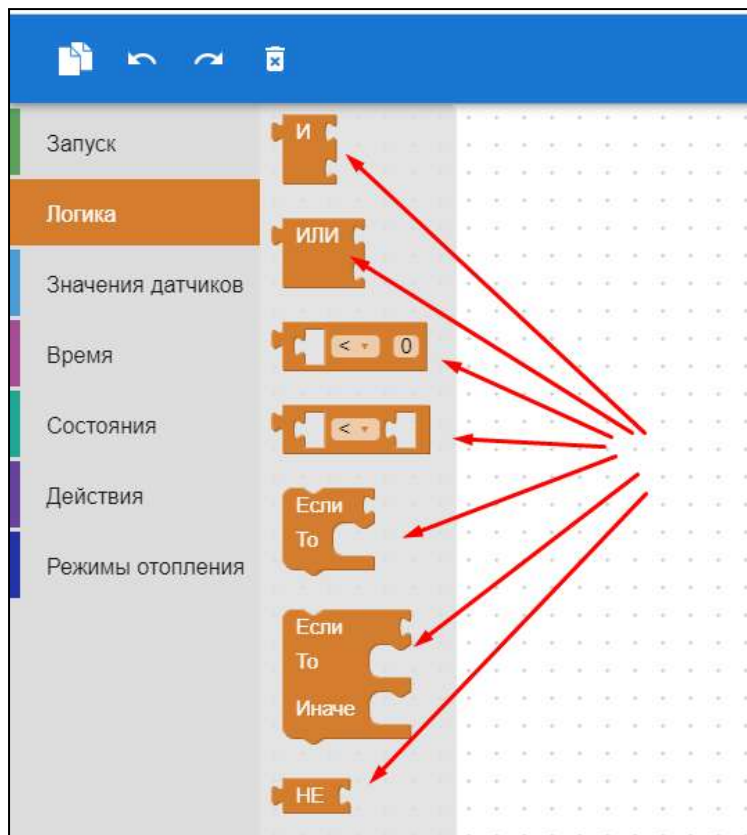 Запуск
Логика
Значения датчиков
Время
Состояния
Действия
Режимы отопления
И
ИЛИ
< 0
<
Если
То
Если
То
Иначе
НЕ